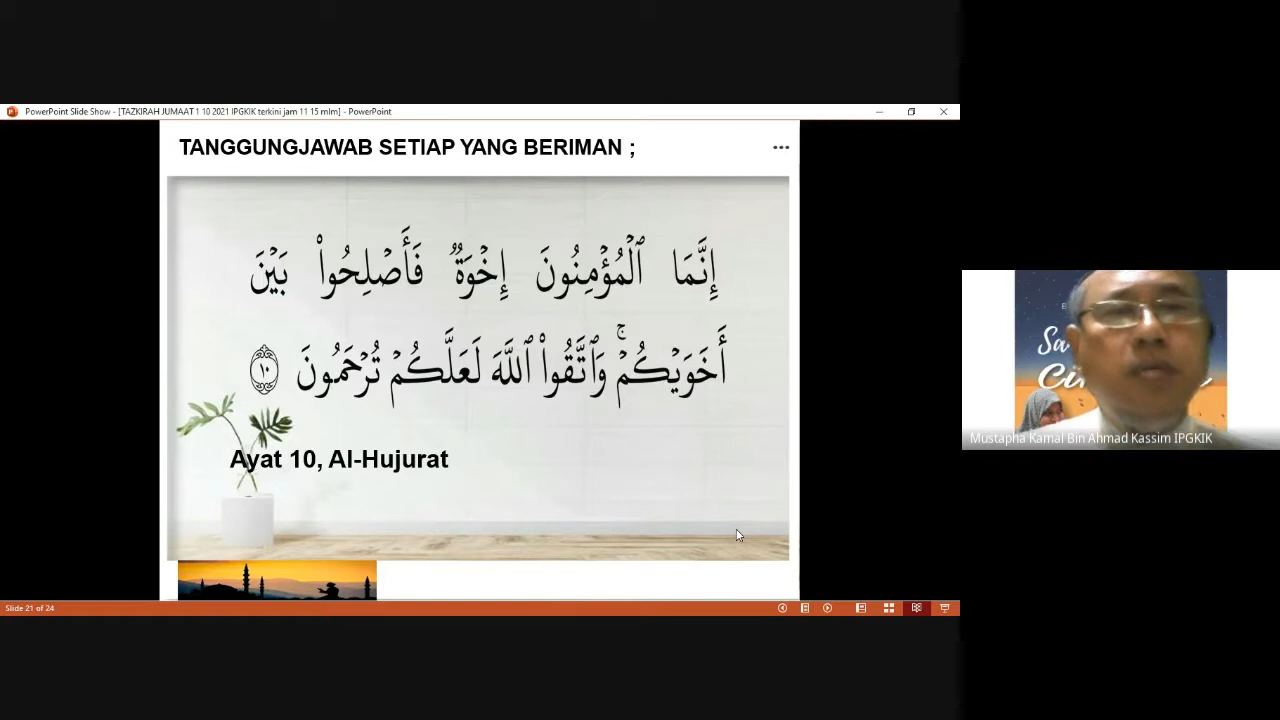 PowerPoint Slide Show - [TAZKIRAH JUMAAT 1 10 2021 IPGKIK terkini jam 11 15 mlm] - PowerPoint
TANGGUNGJAWAB SETIAP YANG BERIMAN ;
إِنَّمَا ٱلْمُؤْمِنُونَ إِخْوَةٌ فَأَصْلِحُوا۟ بَيْنَ
أَخَوَيْكُمْ ۚ وَٱتَّقُوا۟ ٱللَّهَ لَعَلَّكُمْ تُرْحَمُونَ ١٠
Ayat 10, Al-Hujurat
Mustapha Kamal Bin Ahmad Kassim IPGKIK
Slide 21 of 24